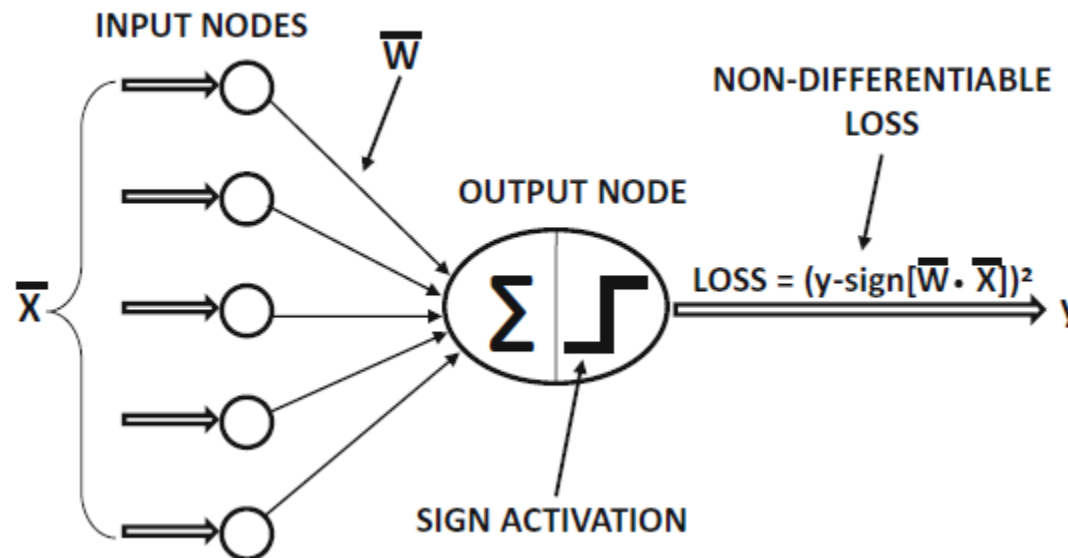 INPUT NODES
W̅
NON-DIFFERENTIABLE
LOSS
OUTPUT NODE
X̅
∑
LOSS = (y-sign[W̅ • X̅])²
y
SIGN ACTIVATION